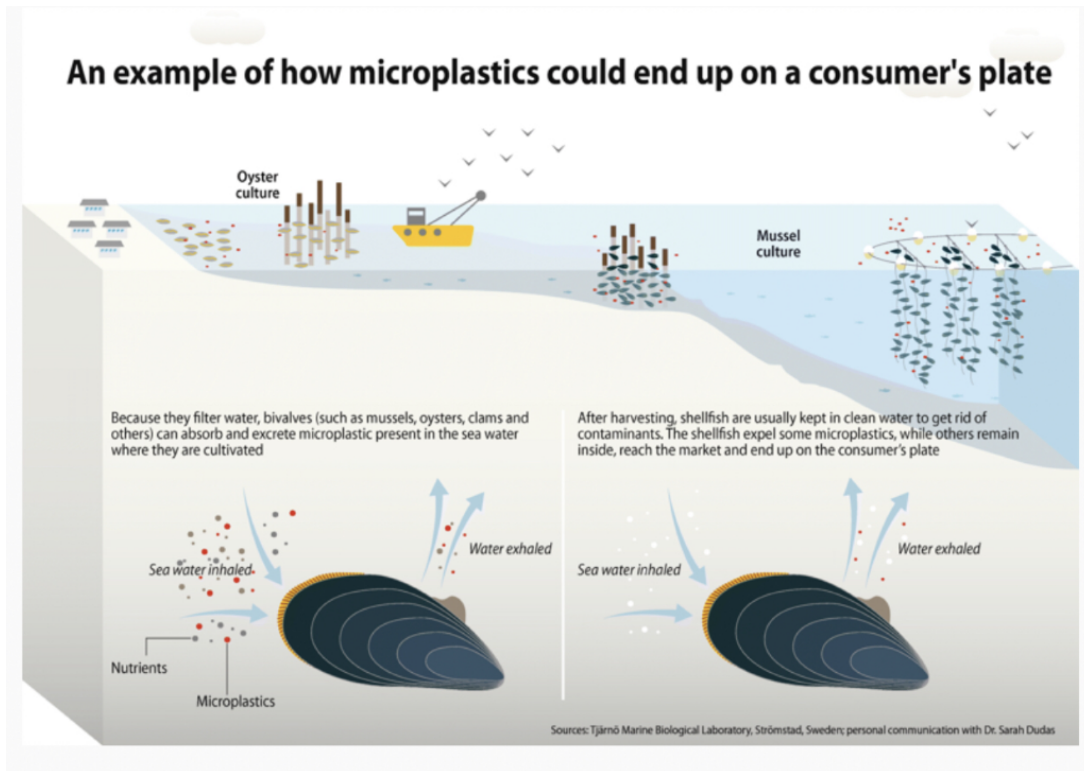 An example of how microplastics could end up on a consumer's plate
Oyster
culture
Mussel
culture
Because they filter water, bivalves (such as mussels, oysters, clams and
others) can absorb and excrete microplastic present in the sea water
where they are cultivated
After harvesting, shellfish are usually kept in clean water to get rid of
contaminants. The shellfish expel some microplastics, while others remain
inside, reach the market and end up on the consumer's plate
Sea water inhaled
Water exhaled
Nutrients
Microplastics
Sea water inhaled
Water exhaled
Sources: Tjärnö Marine Biological Laboratory, Strömstad, Sweden; personal communication with Dr. Sarah Dudas